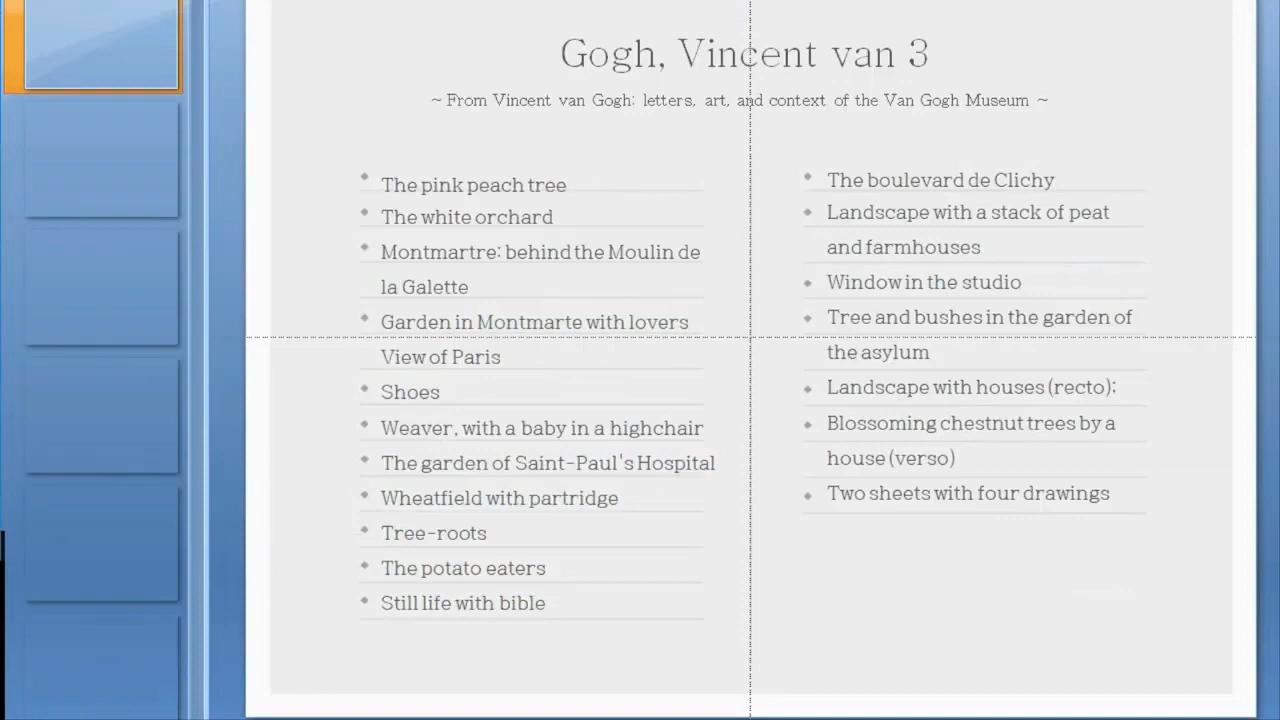 Gogh, Vincent van 3
~ From Vincent van Gogh: letters, art, and context of the Van Gogh Museum ~
The pink peach tree
The white orchard
Montmartre: behind the Moulin de
la Galette
Garden in Montmarte with lovers
View of Paris
Shoes
Weaver, with a baby in a highchair
The garden of Saint-Paul's Hospital
Wheatfield with partridge
Tree-roots
The potato eaters
Still life with bible
The boulevard de Clichy
Landscape with a stack of peat
and farmhouses
Window in the studio
Tree and bushes in the garden of
the asylum
Landscape with houses (recto);
Blossoming chestnut trees by a
house (verso)
Two sheets with four drawings